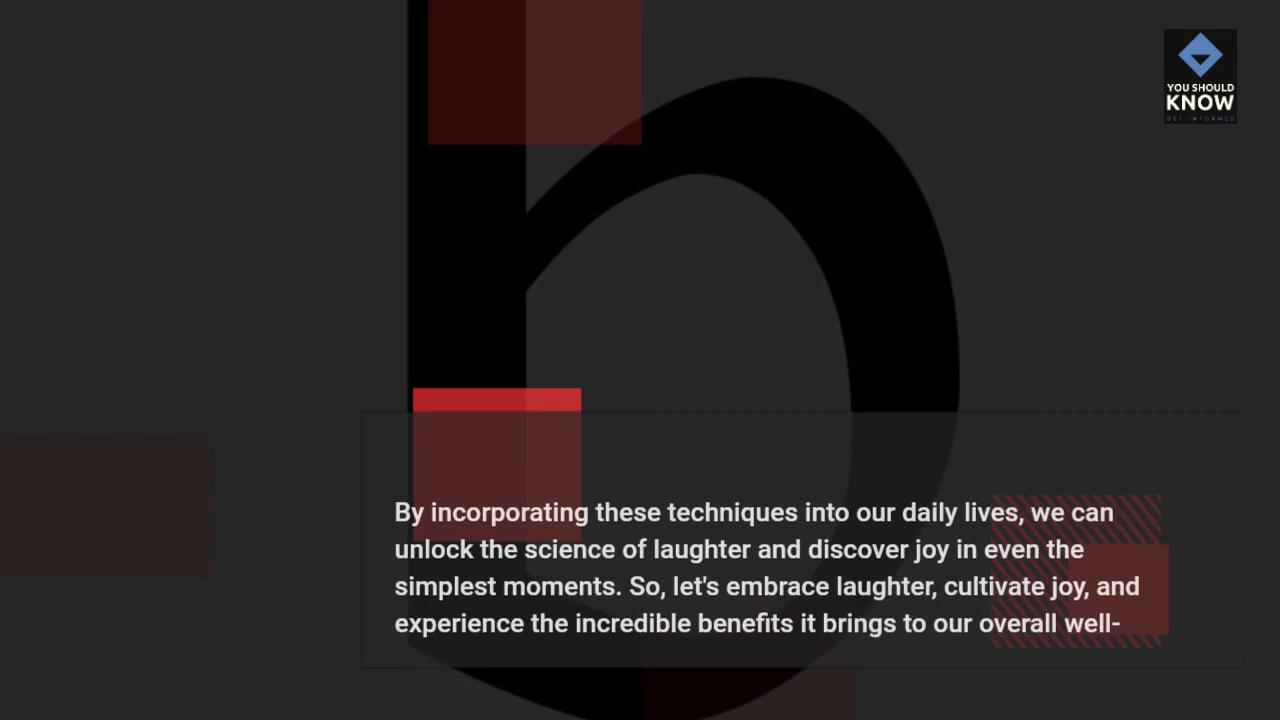 YOU SHOULD
KNOW
GET INFORMED
b
By incorporating these techniques into our daily lives, we can
unlock the science of laughter and discover joy in even the
simplest moments. So, let's embrace laughter, cultivate joy, and
experience the incredible benefits it brings to our overall well-